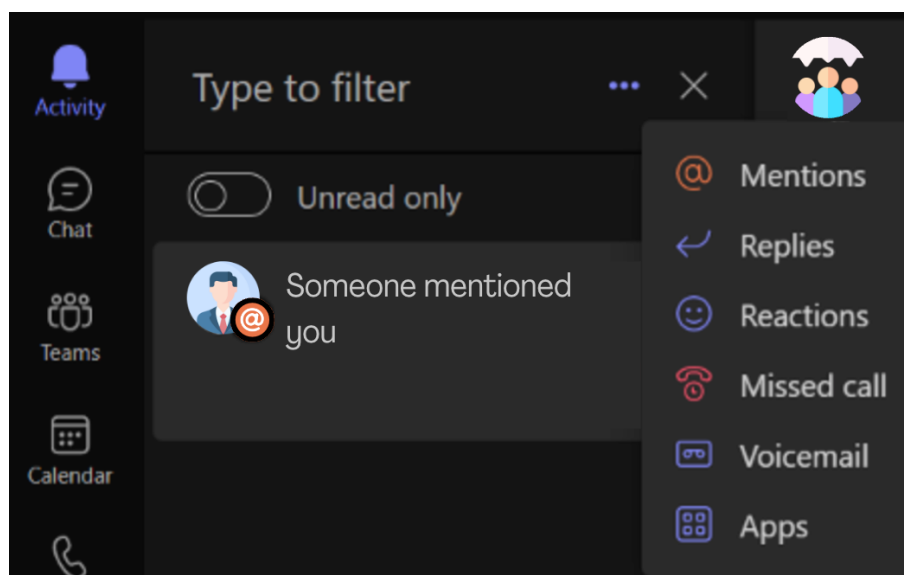 Activity
Chat
Teams
Calendar
Type to filter
Unread only
Someone mentioned
you
@
Mentions
Replies
Reactions
Missed call
Voicemail
Apps